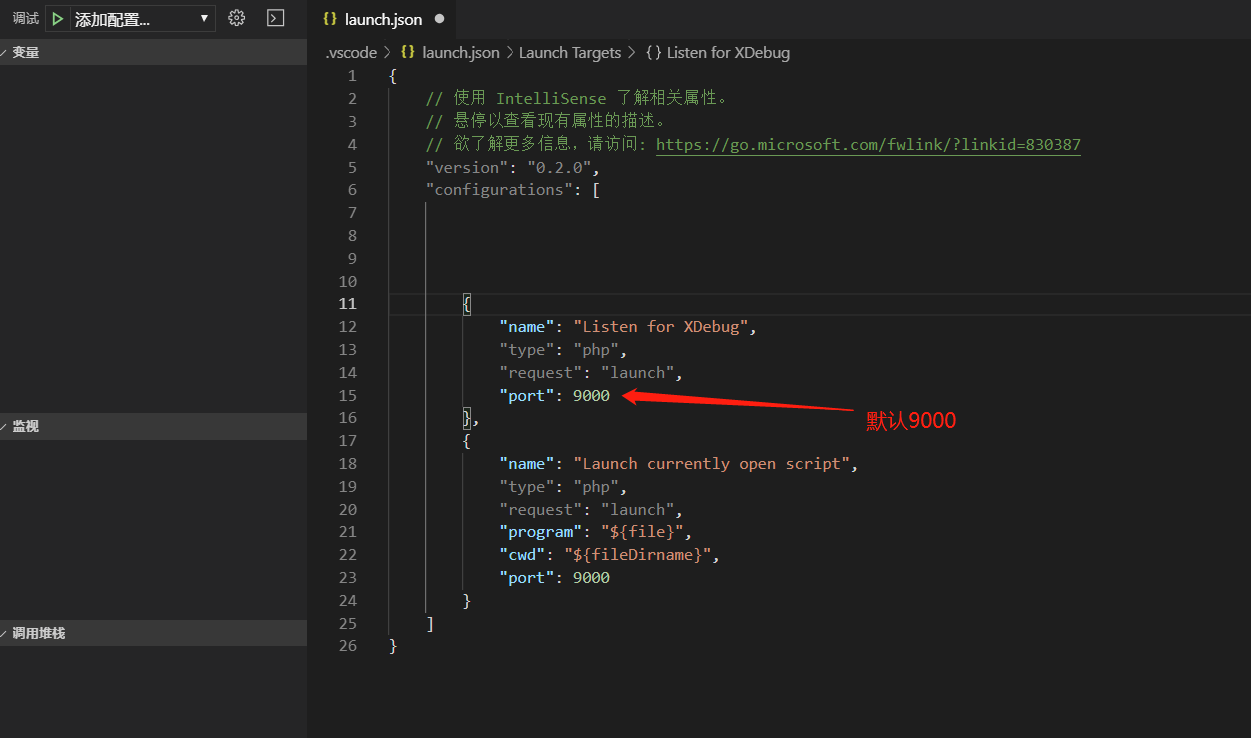 调试 添加配置...
变量
监视
调用堆栈
{} launch.json
.vscode > {} launch.json > Launch Targets > {} Listen for XDebug
1 {
2 // 使用 IntelliSense 了解相关属性。
3 // 悬停以查看现有属性的描述。
4 // 欲了解更多信息，请访问: https://go.microsoft.com/fwlink/?linkid=830387
5 "version": "0.2.0",
6 "configurations": [
7
8
9
10
11 {
12 "name": "Listen for XDebug",
13 "type": "php",
14 "request": "launch",
15 "port": 9000
默认9000
16 },
17 {
18 "name": "Launch currently open script",
19 "type": "php",
20 "request": "launch",
21 "program": "${file}",
22 "cwd": "${fileDirname}",
23 "port": 9000
24 }
25 ]
26 }